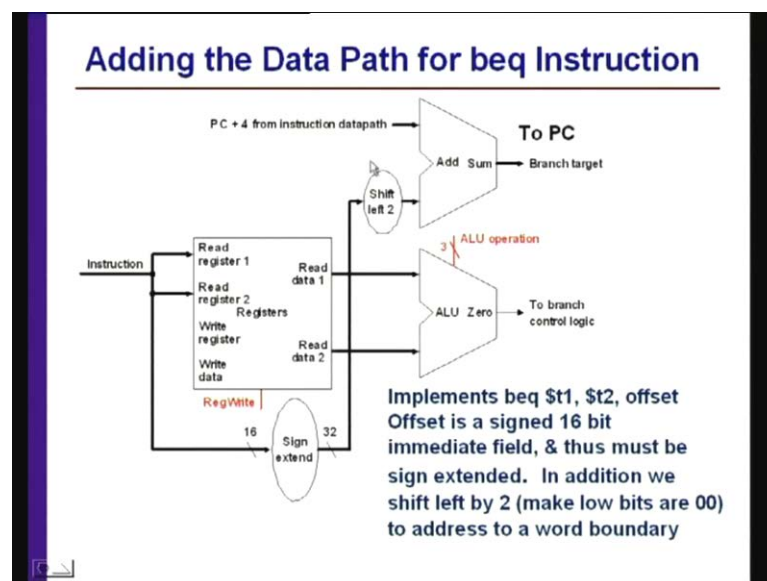 Adding the Data Path for beq Instruction
PC + 4 from instruction datapath
To PC
Add Sum
Branch target
Shift
left 2
3
ALU operation
Instruction
Read
register 1
Read
data 1
Read
register 2
Registers
ALU Zero
To branch
control logic
Write
register
Read
data 2
Write
data
RegWrite
16
32
Sign
extend
Implements beq $t1, $t2, offset
Offset is a signed 16 bit
immediate field, & thus must be
sign extended. In addition we
shift left by 2 (make low bits are 00)
to address to a word boundary